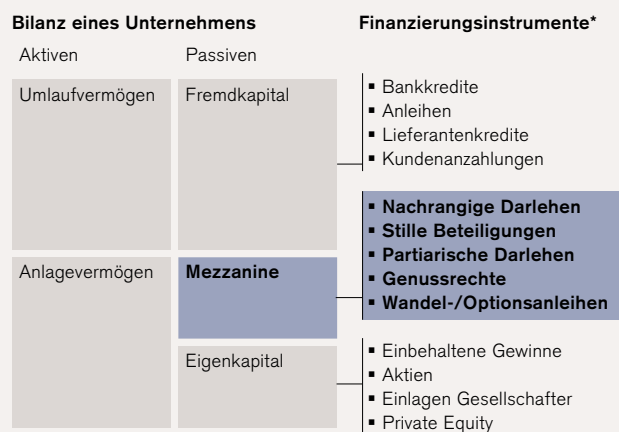 Bilanz eines Unternehmens
Finanzierungsinstrumente*
Aktiven
Passiven
Umlaufvermögen
Fremdkapital
▪ Bankkredite
▪ Anleihen
▪ Lieferantenkredite
▪ Kundenanzahlungen
Anlagevermögen
Mezzanine
▪ Nachrangige Darlehen
▪ Stille Beteiligungen
▪ Partiarische Darlehen
▪ Genussrechte
▪ Wandel-/Optionsanleihen
Eigenkapital
▪ Einbehaltene Gewinne
▪ Aktien
▪ Einlagen Gesellschafter
▪ Private Equity